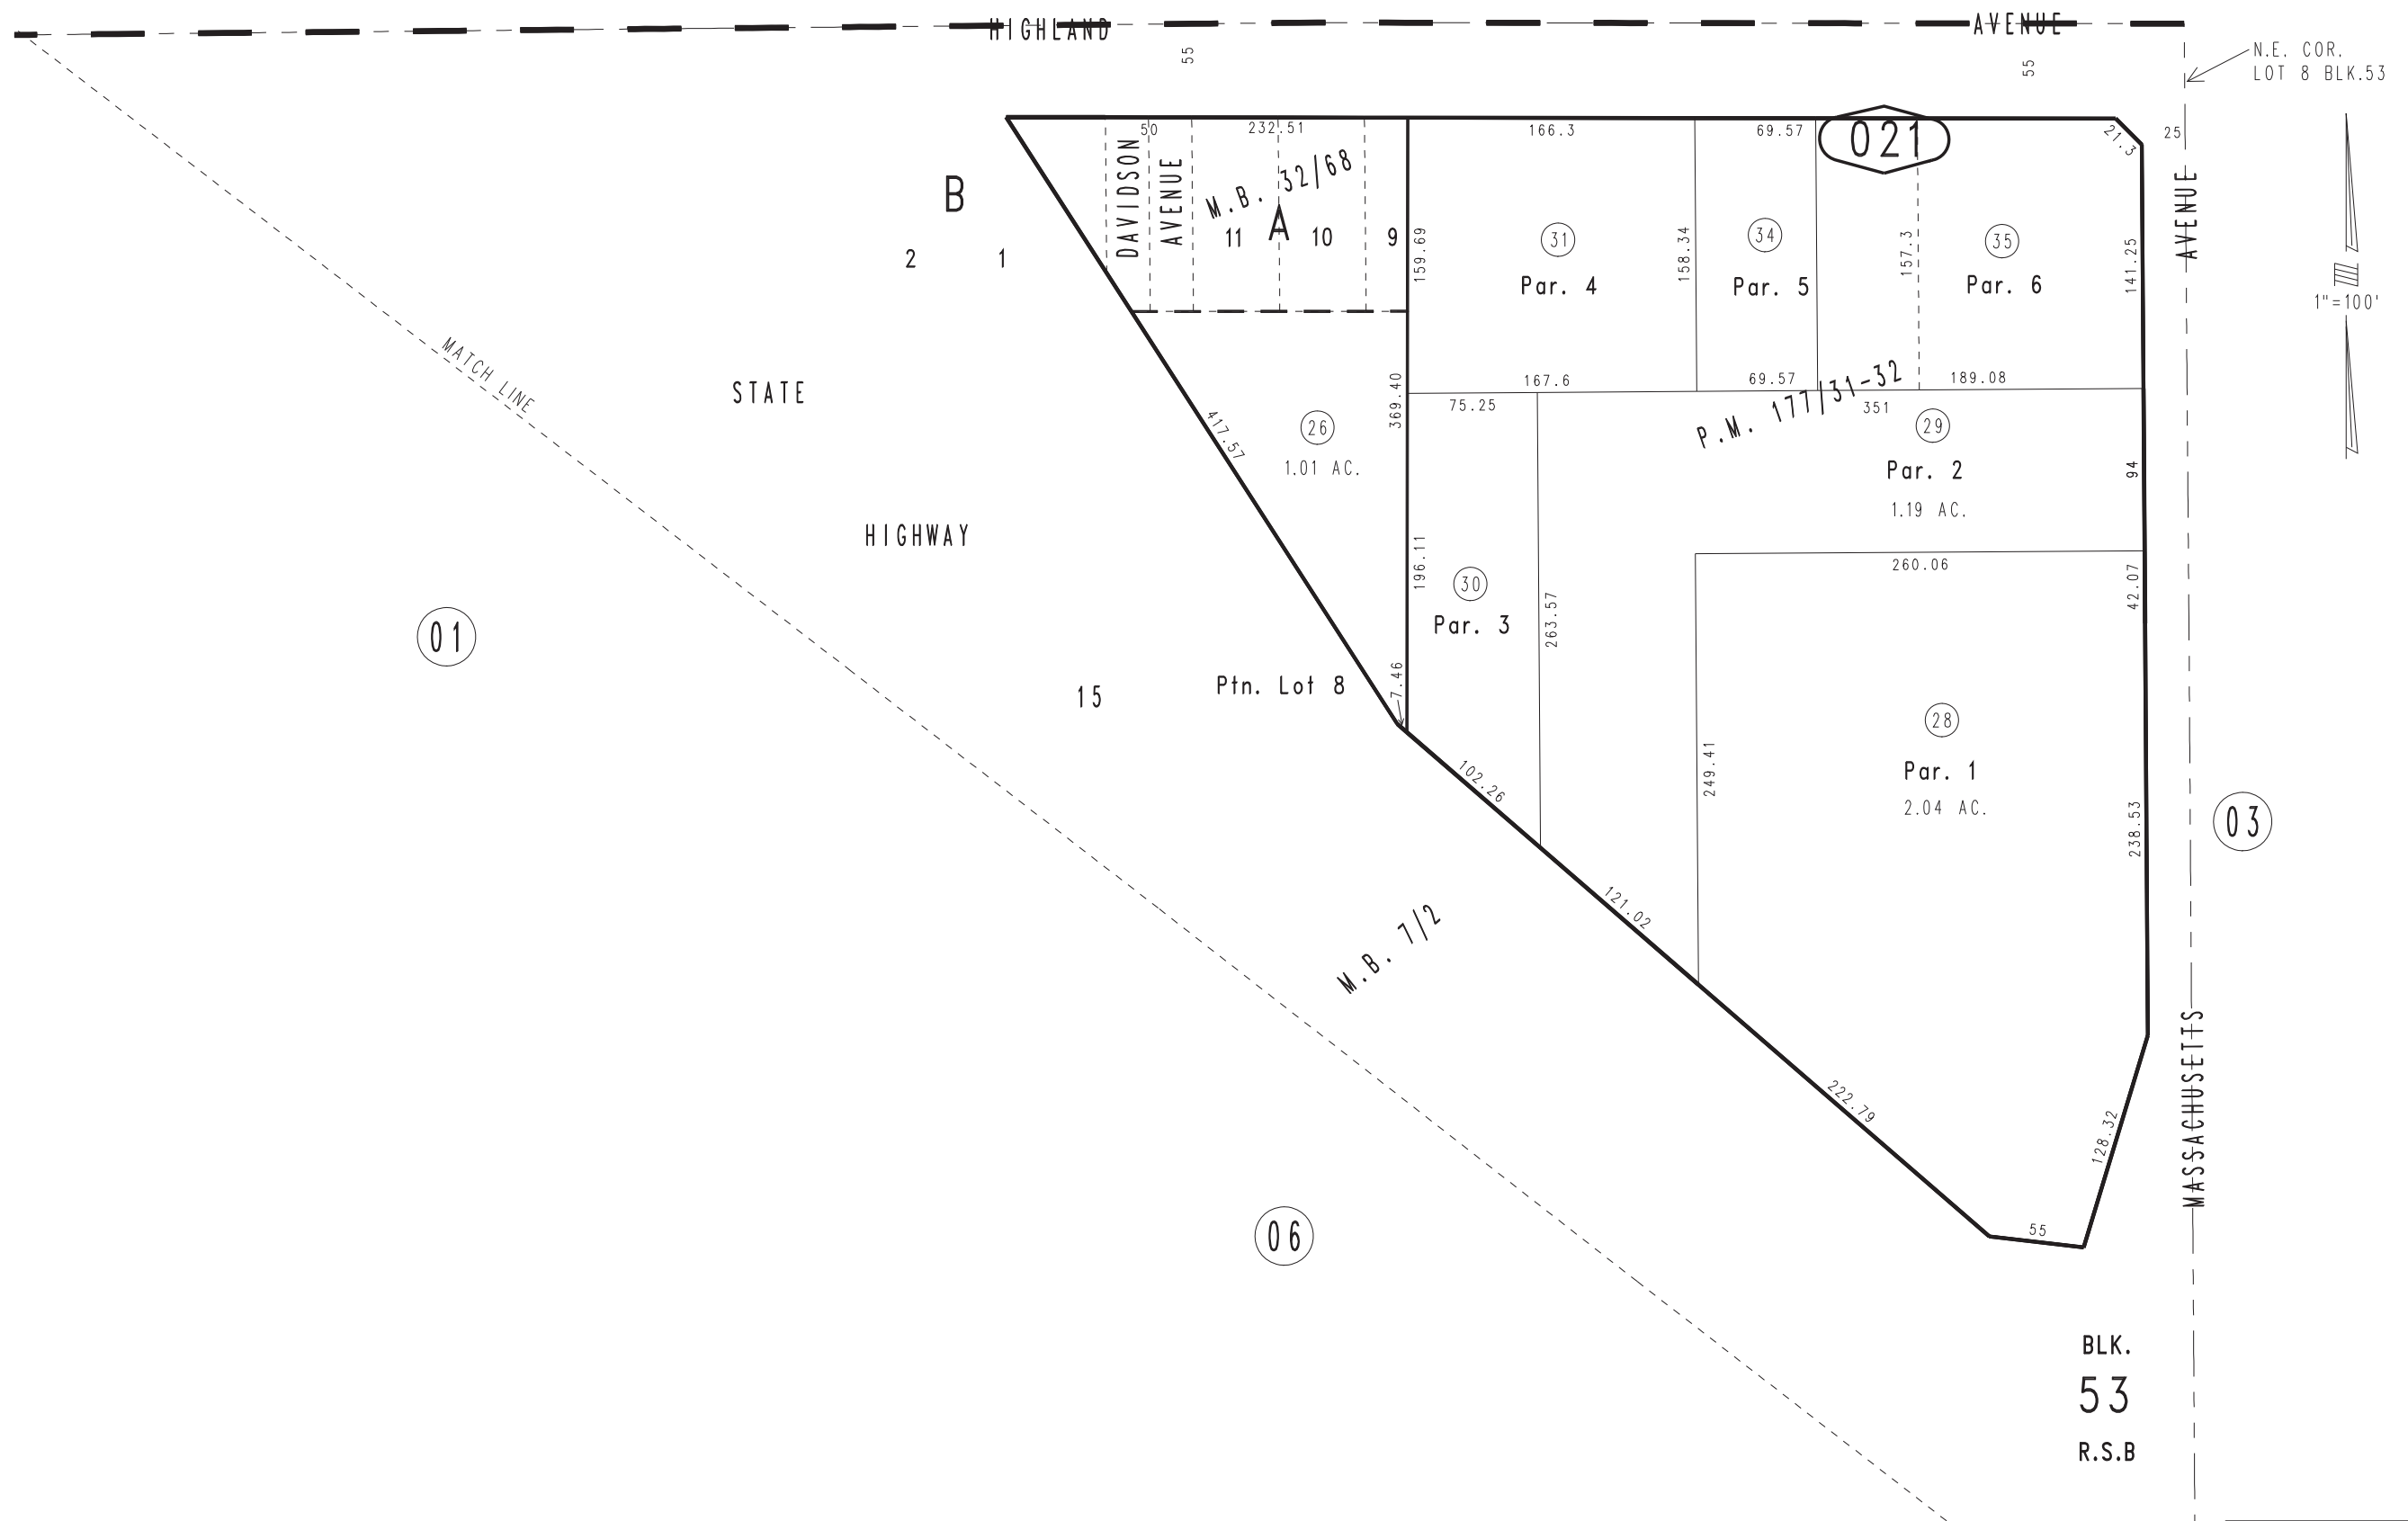 HIGHLAND AVENUE
55
55
N.E. COR.
LOT 8 BLK.53
50
232.51
166.3
69.57
021
21.3
25
DAVIDSON
AVENUE
M.B. 32/68
B
A
11
10
9
159.69
31
Par. 4
158.34
34
Par. 5
157.3
35
Par. 6
141.25
AVENUE
1"=100'
2
1
MATCH LINE
STATE
417.57
369.40
167.6
69.57
189.08
75.25
P.M. 177/31-32
351
26
1.01 AC.
29
Par. 2
1.19 AC.
94
HIGHWAY
196.11
260.06
42.07
30
Par. 3
263.57
01
15
Ptn. Lot 8
7.46
28
Par. 1
2.04 AC.
249.41
102.26
238.53
03
121.02
M.B. 7/2
222.79
128.32
MASSACHUSETTS
06
55
BLK.
53
R.S.B